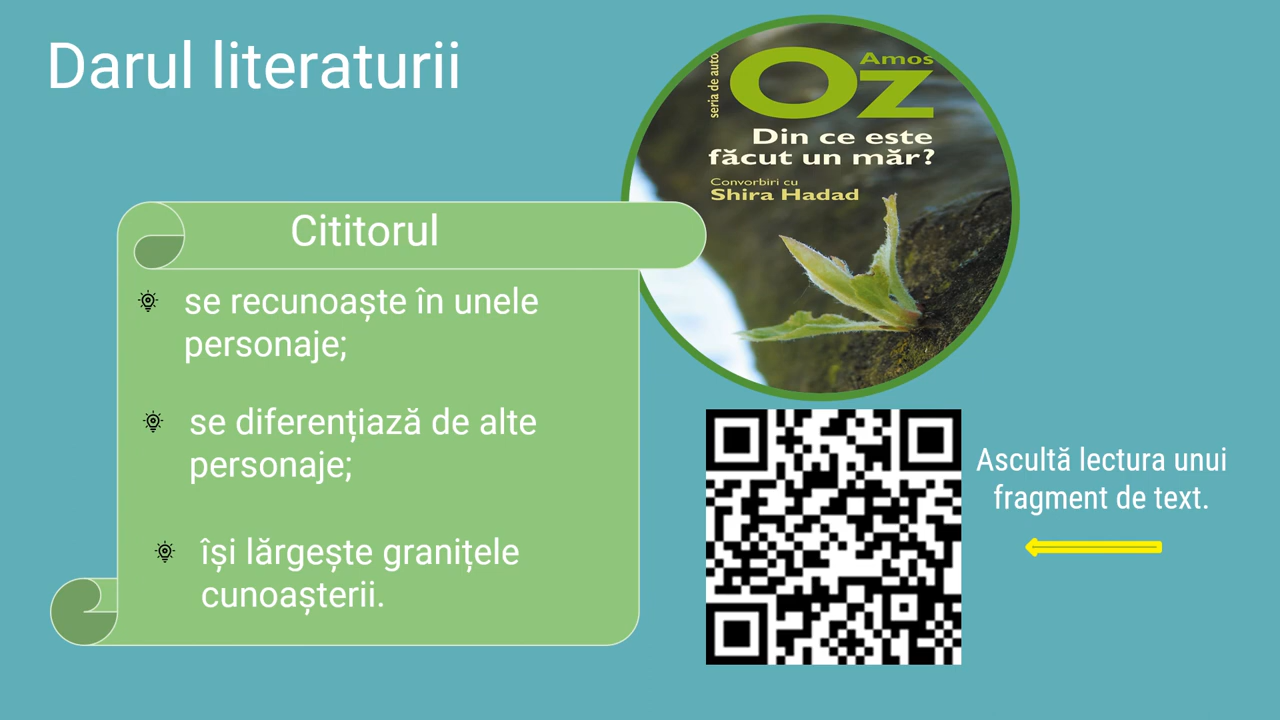 Darul literaturii
seria de auto
Amos
Oz
Din ce este
făcut un măr?
Convorbiri cu
Shira Hadad
Cititorul
se recunoaște în unele
personaje;
se diferențiază de alte
personaje;
își lărgește granițele
cunoașterii.
Ascultă lectura unui
fragment de text.